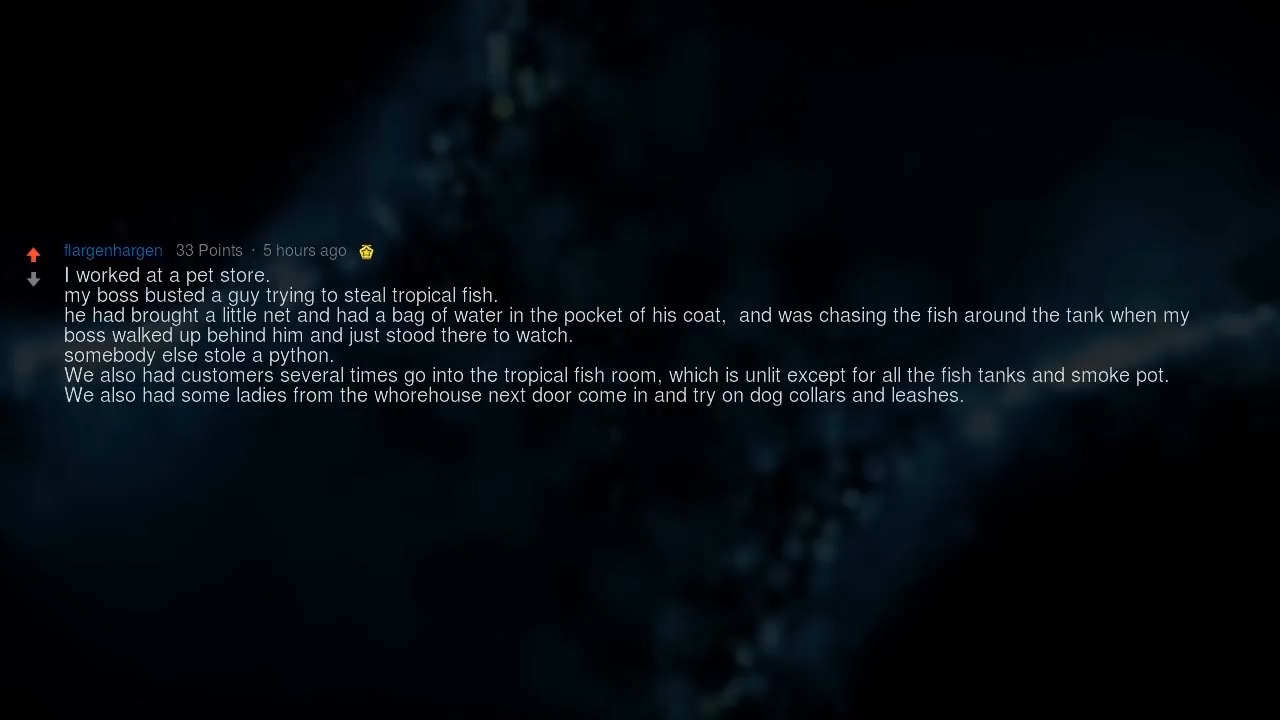 flargenhargen 33 Points · 5 hours ago
I worked at a pet store.
my boss busted a guy trying to steal tropical fish.
he had brought a little net and had a bag of water in the pocket of his coat,  and was chasing the fish around the tank when my
boss walked up behind him and just stood there to watch.
somebody else stole a python.
We also had customers several times go into the tropical fish room, which is unlit except for all the fish tanks and smoke pot.
We also had some ladies from the whorehouse next door come in and try on dog collars and leashes.